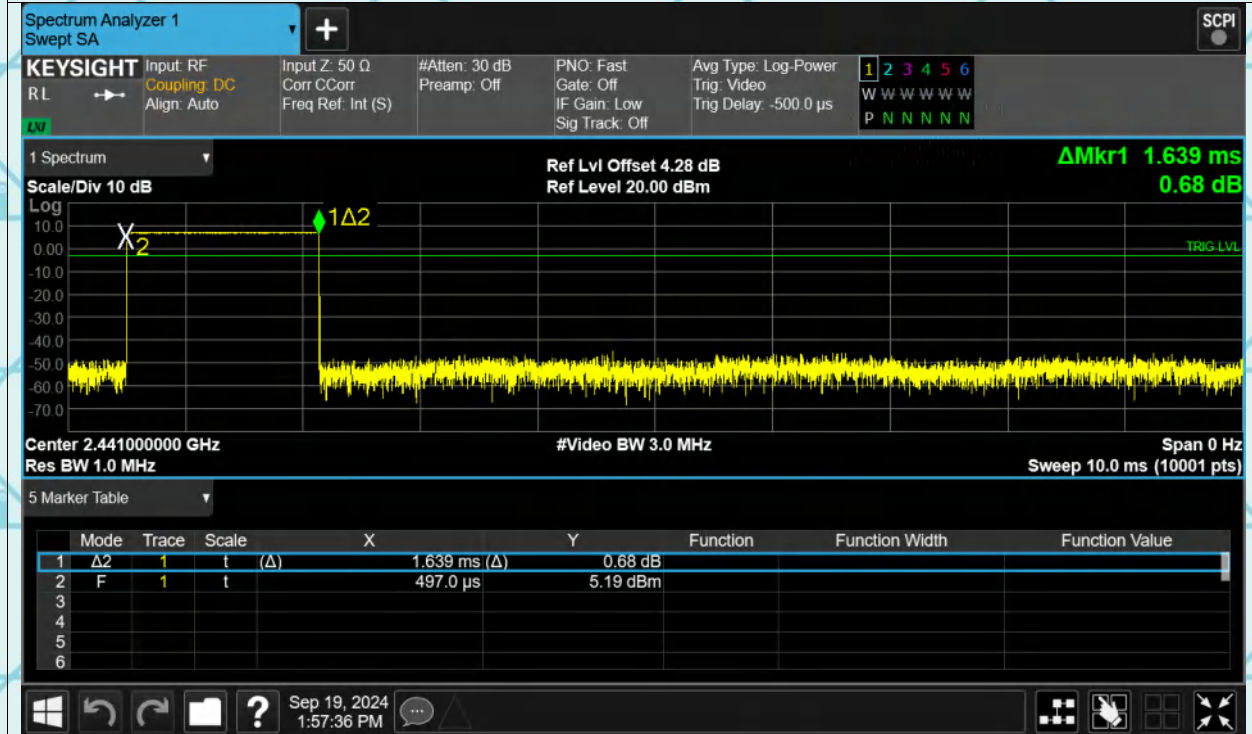 Spectrum Analyzer 1
Swept SA
SCPI
KEYSIGHT
RL
LXI
Input: RF
Coupling: DC
Align: Auto
Input Z: 50 Ω
Corr CCorr
Freq Ref: Int (S)
#Atten: 30 dB
Preamp: Off
PNO: Fast
Gate: Off
IF Gain: Low
Sig Track: Off
Avg Type: Log-Power
Trig: Video
Trig Delay: -500.0 µs
1 2 3 4 5 6
W W W W W W
P N N N N N
1 Spectrum
Scale/Div 10 dB
Ref Lvl Offset 4.28 dB
Ref Level 20.00 dBm
ΔMkr1 1.639 ms
0.68 dB
Log
10.0
0.00
-10.0
-20.0
-30.0
-40.0
-50.0
-60.0
-70.0
X2
1Δ2
TRIG LVL
Center 2.441000000 GHz
#Video BW 3.0 MHz
Span 0 Hz
Res BW 1.0 MHz
Sweep 10.0 ms (10001 pts)
5 Marker Table
Mode Trace Scale X Y Function Function Width Function Value
1 Δ2 1 t (Δ) 1.639 ms (Δ) 0.68 dB
2 F 1 t 497.0 µs 5.19 dBm
3
4
5
6
?
Sep 19, 2024
1:57:36 PM